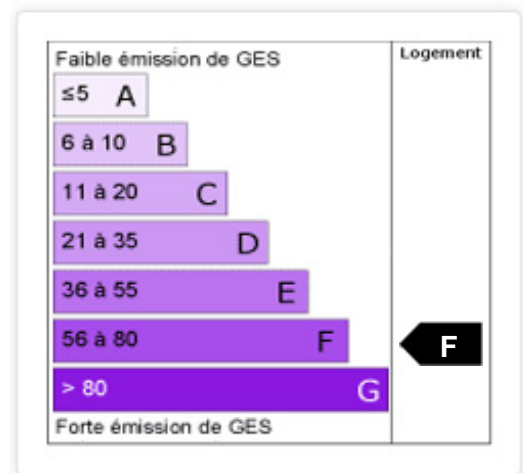 Faible émission de GES
Logement
≤5 A
6 à 10 B
11 à 20 C
21 à 35 D
36 à 55 E
56 à 80 F
F
> 80 G
Forte émission de GES